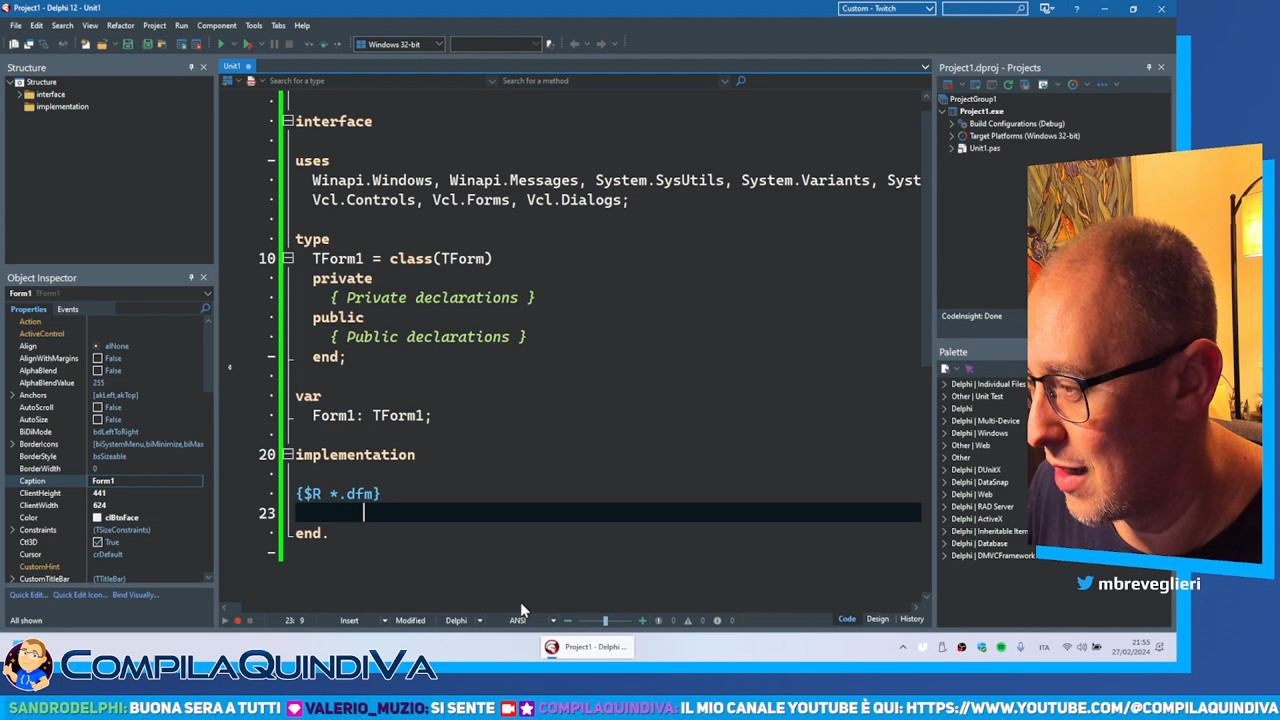 Project1 - Delphi 12 - Unit1
Custom - Twitch
File Edit Search View Refactor Project Run Component Tools Tabs Help
Windows 32-bit
Structure
Structure
interface
implementation
Object Inspector
Form1 TForm1
Properties Events
Action
ActiveControl
Align alNone
AlignWithMargins False
AlphaBlend False
AlphaBlendValue 255
Anchors [akLeft,akTop]
AutoScroll False
AutoSize False
BiDiMode bdLeftToRight
BorderIcons [biSystemMenu,biMinimize,biMa
BorderStyle bsSizeable
BorderWidth 0
Caption Form1
ClientHeight 441
ClientWidth 624
Color clBtnFace
Constraints (TSizeConstraints)
Ctl3D True
Cursor crDefault
CustomHint
CustomTitleBar (TTitleBar)
Quick Edit... Quick Edit Icon... Bind Visually...
All shown
Unit1
Search for a type Search for a method
interface
uses
Winapi.Windows, Winapi.Messages, System.SysUtils, System.Variants, Syst
Vcl.Controls, Vcl.Forms, Vcl.Dialogs;
type
10 TForm1 = class(TForm)
private
{ Private declarations }
public
{ Public declarations }
end;
var
Form1: TForm1;
20 implementation
{$R *.dfm}
23
end.
23: 9 Insert Modified Delphi ANSI 0 0 0 Code Design History
Project1.dproj - Projects
ProjectGroup1
Project1.exe
Build Configurations (Debug)
Target Platforms (Windows 32-bit)
Unit1.pas
CodeInsight: Done
Palette
Delphi | Individual Files
Other | Unit Test
Delphi
Delphi | Multi-Device
Delphi | Windows
Other | Web
Other
Delphi | DUnitX
Delphi | DataSnap
Delphi | Web
Delphi | RAD Server
Delphi | ActiveX
Delphi | Inheritable Item
Delphi | Database
Delphi | DMVCFramework
mbreveglieri
Project1 - Delphi ...
ITA
21:55
27/02/2024
CompilaQuindiVa
SANDRODELPHI: BUONA SERA A TUTTI VALERIO_MUZIO: SI SENTE COMPILAQUINDIVA: IL MIO CANALE YOUTUBE È QUI: HTTPS://WWW.YOUTUBE.COM/@COMPILAQUINDIVA